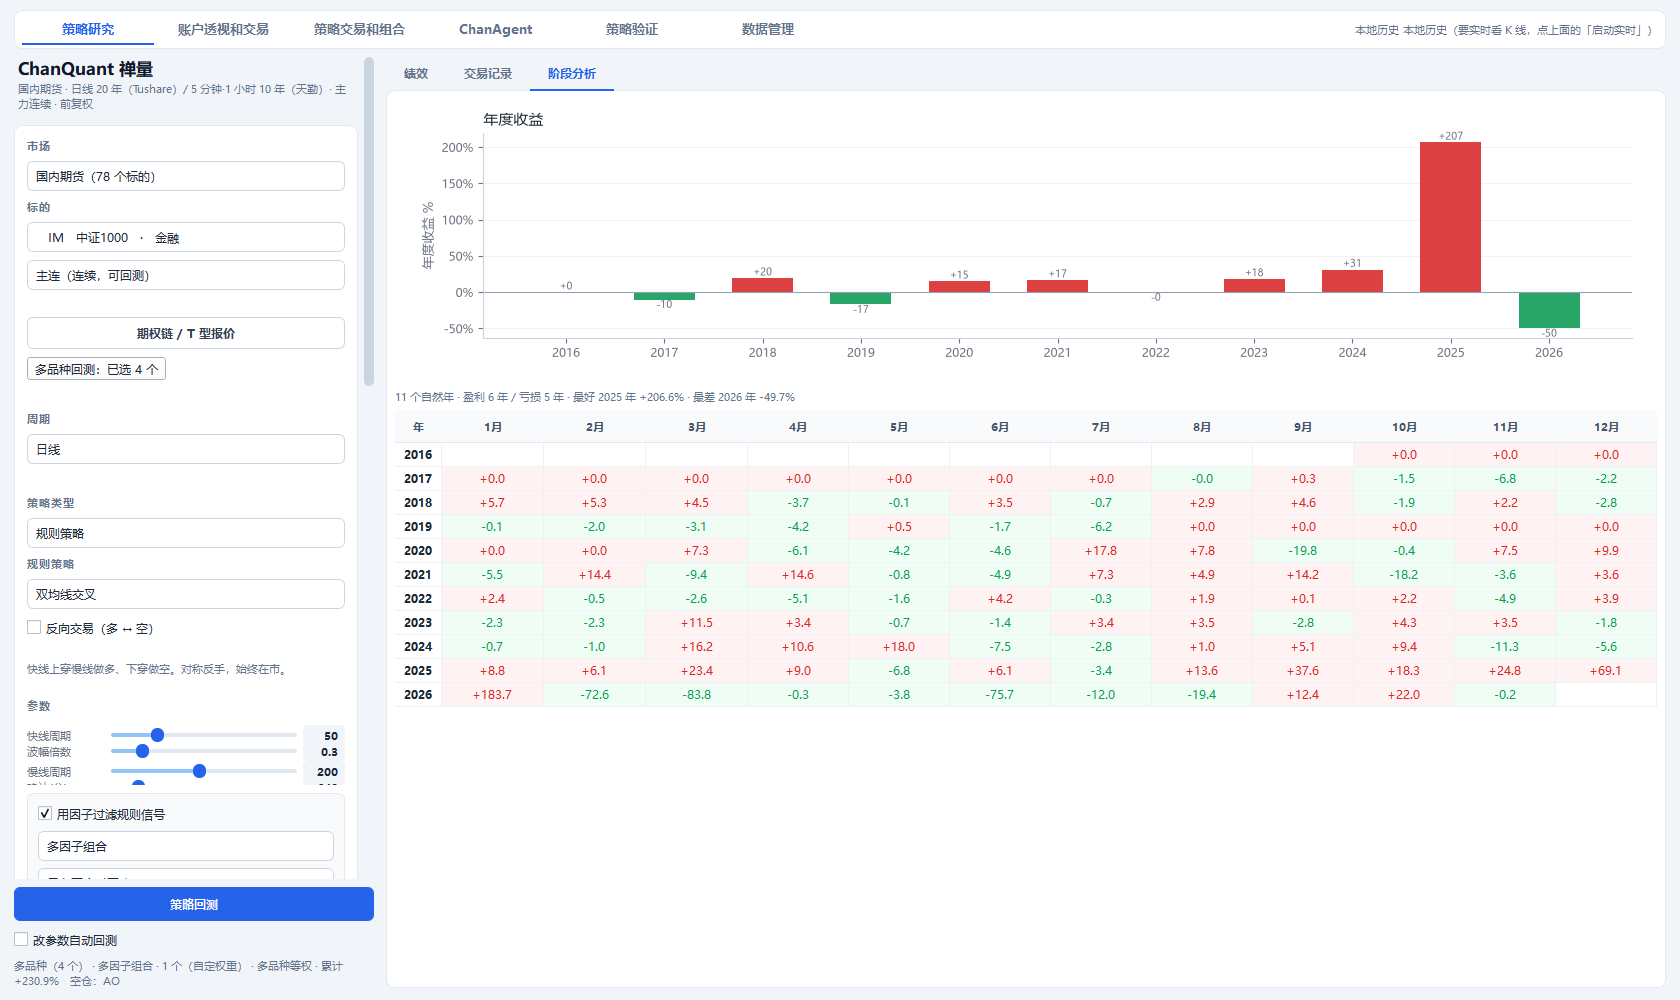 策略研究 账户透视和交易 策略交易和组合 ChanAgent 策略验证 数据管理 本地历史 本地历史（要实时看 K 线，点上面的「启动实时」）
ChanQuant 禅量
国内期货 · 日线 20 年（Tushare）/ 5 分钟·1 小时 10 年（天勤）· 主
力连续 · 前复权
市场
国内期货（78 个标的）
标的
IM 中证1000 · 金融
主连（连续，可回测）
期权链 / T 型报价
多品种回测：已选 4 个
周期
日线
策略类型
规则策略
规则策略
双均线交叉
反向交易（多 ↔ 空）
快线上穿慢线做多、下穿做空。对称反手，始终在市。
参数
快线周期 50
波幅倍数 0.3
慢线周期 200
用因子过滤规则信号
多因子组合
策略回测
改参数自动回测
多品种（4 个） · 多因子组合 · 1 个（自定权重） · 多品种等权 · 累计
+230.9% 空仓：AO
绩效 交易记录 阶段分析
年度收益
年度收益 %
200%
150%
100%
50%
0%
-50%
+0 -10 +20 -17 +15 +17 -0 +18 +31 +207 -50
2016 2017 2018 2019 2020 2021 2022 2023 2024 2025 2026
11 个自然年 · 盈利 6 年 / 亏损 5 年 · 最好 2025 年 +206.6% · 最差 2026 年 -49.7%
年 1月 2月 3月 4月 5月 6月 7月 8月 9月 10月 11月 12月
2016 +0.0 +0.0 +0.0
2017 +0.0 +0.0 +0.0 +0.0 +0.0 +0.0 +0.0 -0.0 +0.3 -1.5 -6.8 -2.2
2018 +5.7 +5.3 +4.5 -3.7 -0.1 +3.5 -0.7 +2.9 +4.6 -1.9 +2.2 -2.8
2019 -0.1 -2.0 -3.1 -4.2 +0.5 -1.7 -6.2 +0.0 +0.0 +0.0 +0.0 +0.0
2020 +0.0 +0.0 +7.3 -6.1 -4.2 -4.6 +17.8 +7.8 -19.8 -0.4 +7.5 +9.9
2021 -5.5 +14.4 -9.4 +14.6 -0.8 -4.9 +7.3 +4.9 +14.2 -18.2 -3.6 +3.6
2022 +2.4 -0.5 -2.6 -5.1 -1.6 +4.2 -0.3 +1.9 +0.1 +2.2 -4.9 +3.9
2023 -2.3 -2.3 +11.5 +3.4 -0.7 -1.4 +3.4 +3.5 -2.8 +4.3 +3.5 -1.8
2024 -0.7 -1.0 +16.2 +10.6 +18.0 -7.5 -2.8 +1.0 +5.1 +9.4 -11.3 -5.6
2025 +8.8 +6.1 +23.4 +9.0 -6.8 +6.1 -3.4 +13.6 +37.6 +18.3 +24.8 +69.1
2026 +183.7 -72.6 -83.8 -0.3 -3.8 -75.7 -12.0 -19.4 +12.4 +22.0 -0.2